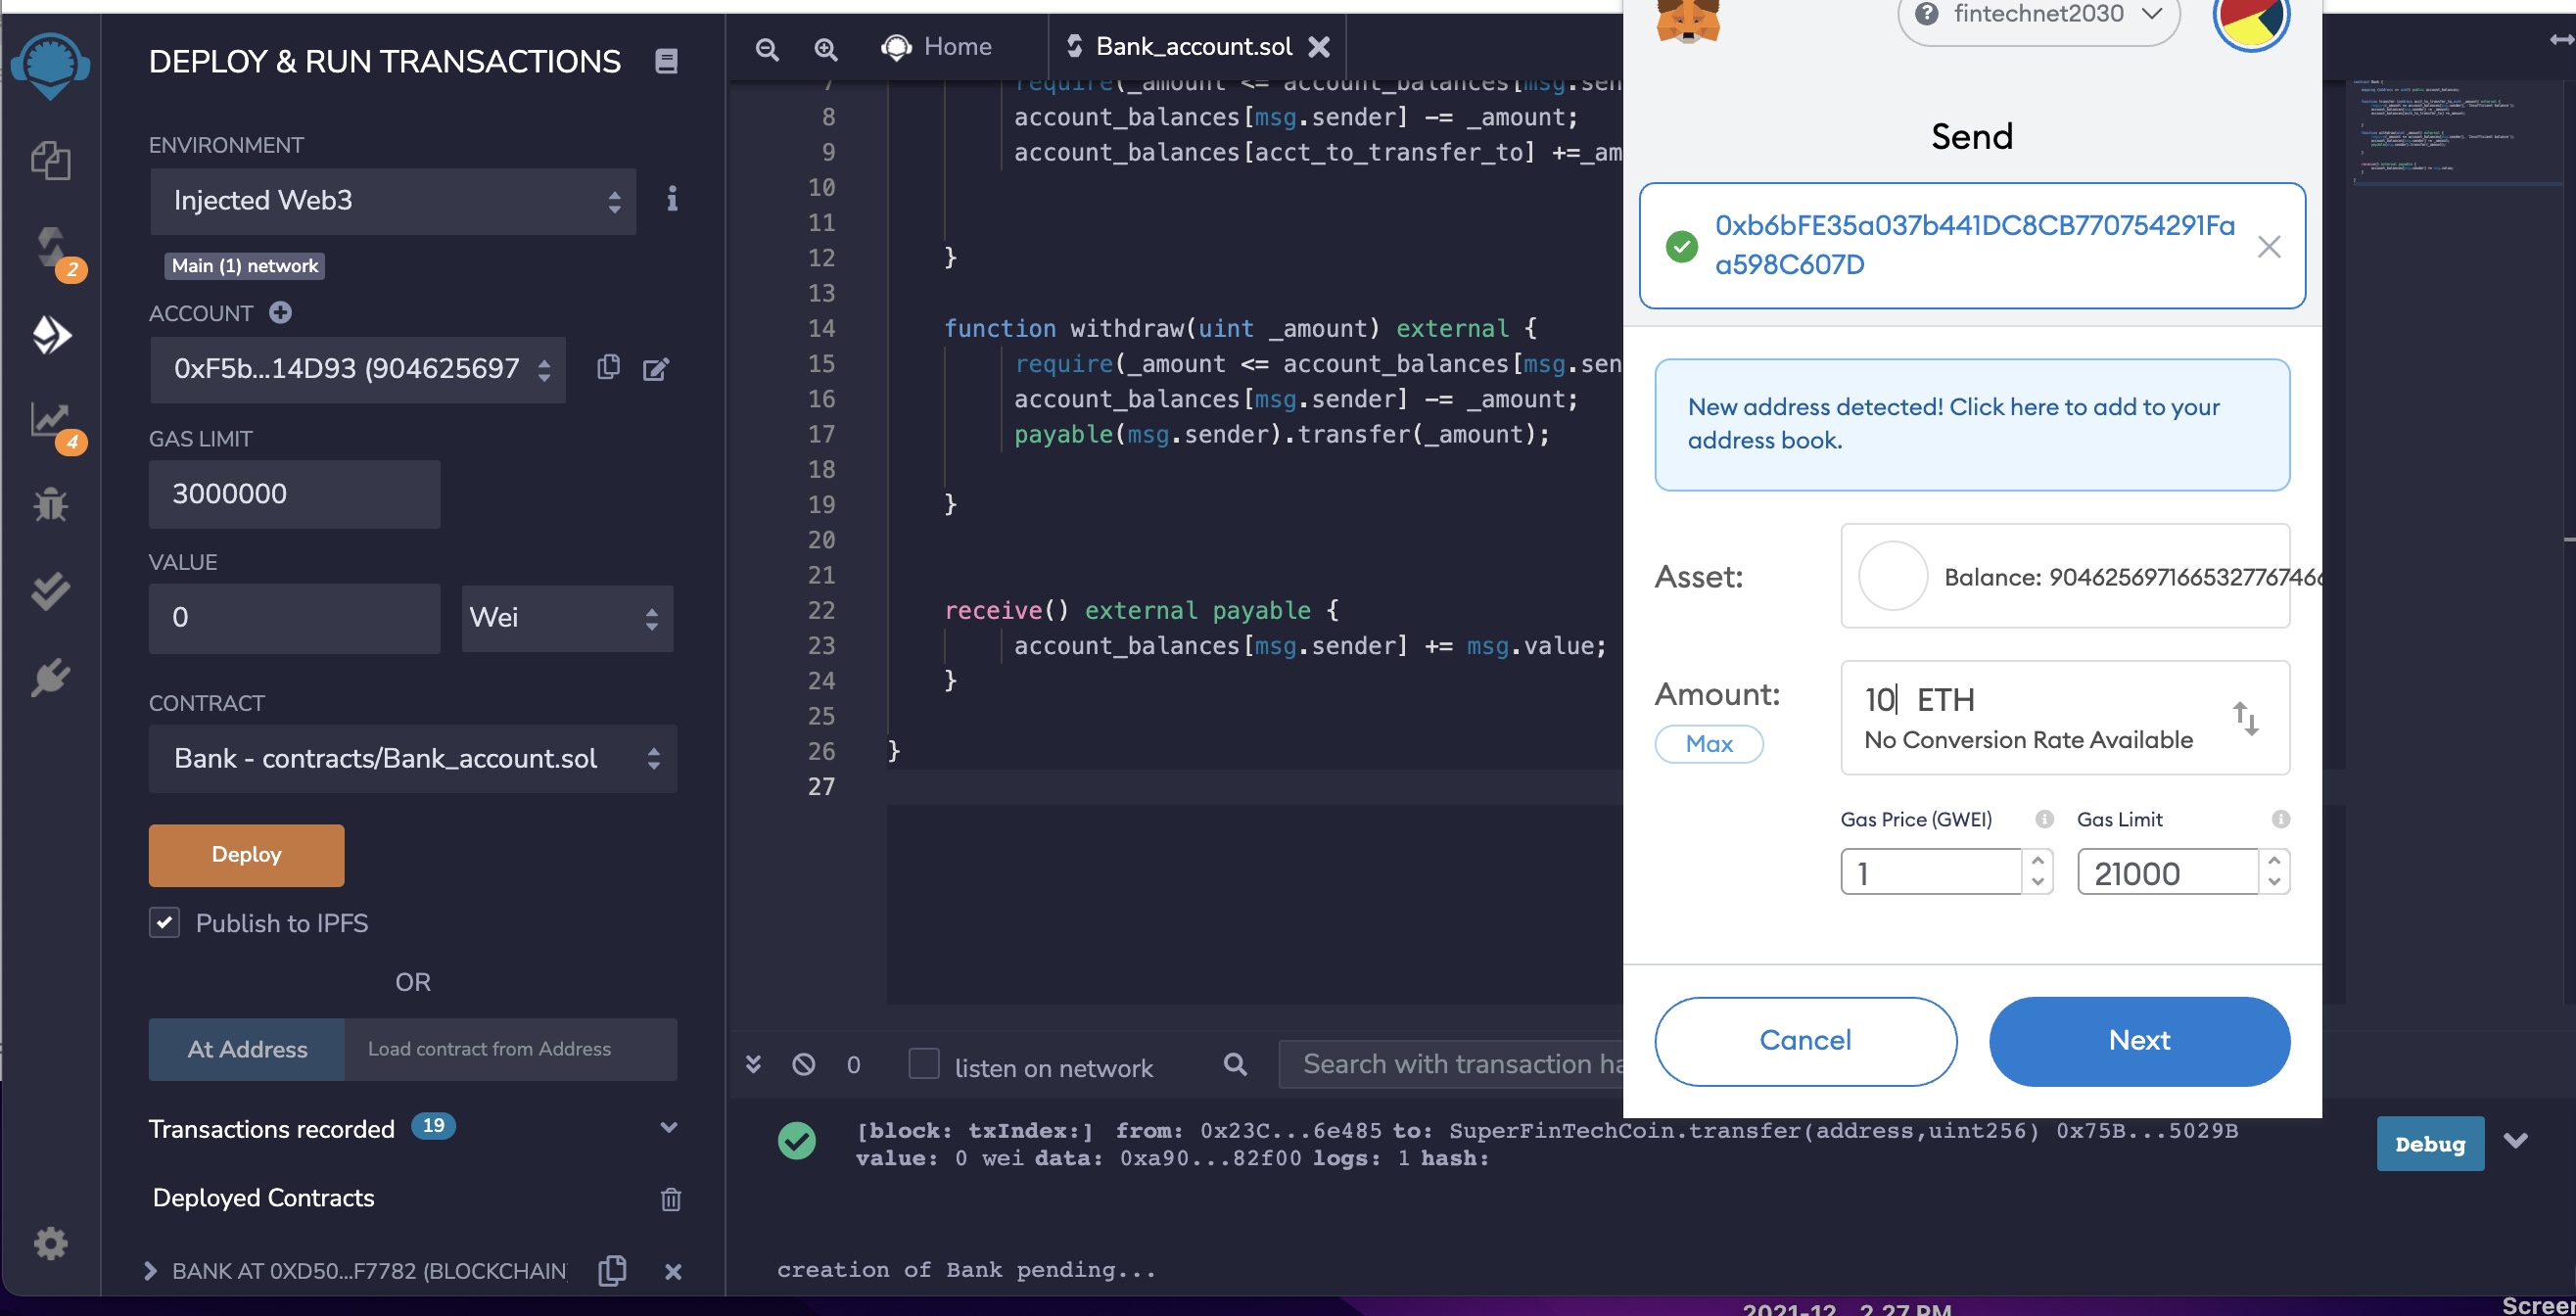 DEPLOY & RUN TRANSACTIONS
ENVIRONMENT
Injected Web3
Main (1) network
ACCOUNT
0xF5b...14D93 (904625697
GAS LIMIT
3000000
VALUE
0
Wei
CONTRACT
Bank - contracts/Bank_account.sol
Deploy
Publish to IPFS
OR
At Address
Load contract from Address
Transactions recorded 19
Deployed Contracts
BANK AT 0XD50...F7782 (BLOCKCHAIN
2
4
Home
Bank_account.sol
7 require(_amount <= account_balances[msg.sen
8 account_balances[msg.sender] -= _amount;
9 account_balances[acct_to_transfer_to] +=_am
10
11
12 }
13
14 function withdraw(uint _amount) external {
15 require(_amount <= account_balances[msg.sen
16 account_balances[msg.sender] -= _amount;
17 payable(msg.sender).transfer(_amount);
18
19 }
20
21
22 receive() external payable {
23 account_balances[msg.sender] += msg.value;
24 }
25
26 }
27
0
listen on network
Search with transaction ha
[block: txIndex:] from: 0x23C...6e485 to: SuperFinTechCoin.transfer(address,uint256) 0x75B...5029B
value: 0 wei data: 0xa90...82f00 logs: 1 hash:
Debug
creation of Bank pending...
fintechnet2030
Send
0xb6bFE35a037b441DC8CB770754291Fa
a598C607D
New address detected! Click here to add to your
address book.
Asset:
Balance: 9046256971665327767466
Amount:
Max
10 ETH
No Conversion Rate Available
Gas Price (GWEI)
Gas Limit
1
21000
Cancel
Next
2021-12 2.27 PM
Screen